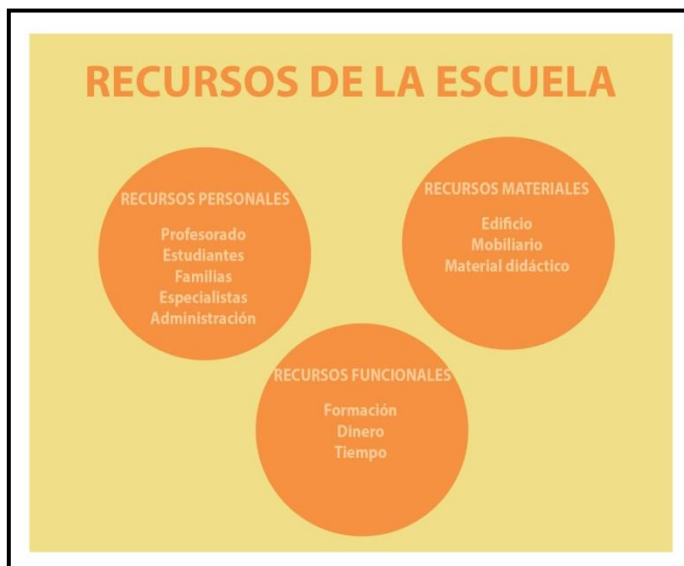 RECURSOS DE LA ESCUELA
RECURSOS PERSONALES
Profesorado
Estudiantes
Familias
Especialistas
Administración
RECURSOS MATERIALES
Edificio
Mobiliario
Material didáctico
RECURSOS FUNCIONALES
Formación
Dinero
Tiempo